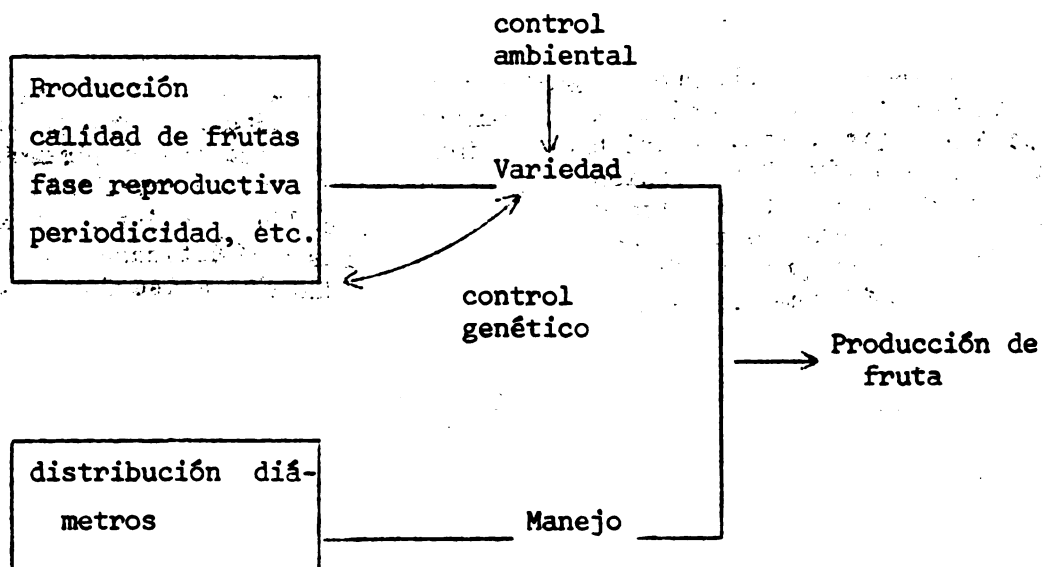 control
ambiental
Producción
calidad de frutas
fase reproductiva
periodicidad, etc.
Variedad
control
genético
Producción de
fruta
distribución diá-
metros
Manejo